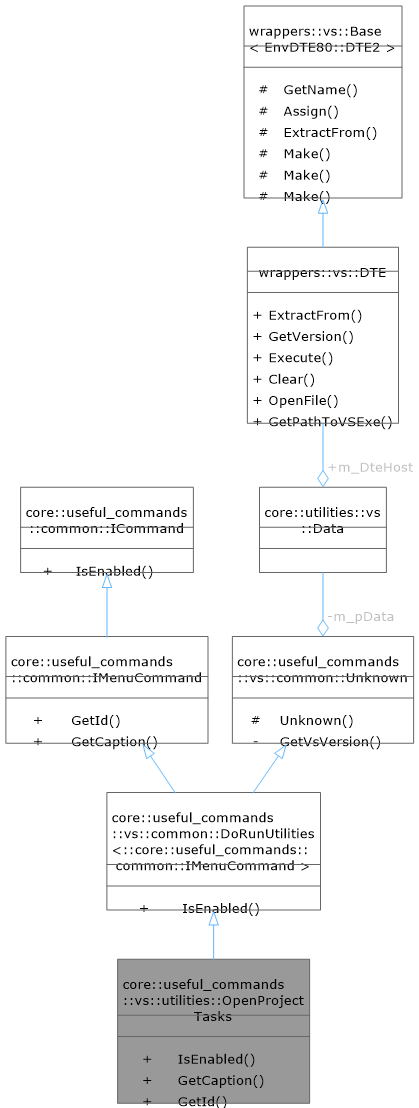 wrappers::vs::Base
< EnvDTE80::DTE2 >
# GetName()
# Assign()
# ExtractFrom()
# Make()
# Make()
# Make()
wrappers::vs::DTE
+ ExtractFrom()
+ GetVersion()
+ Execute()
+ Clear()
+ OpenFile()
+ GetPathToVSExe()
+m_DteHost
core::useful_commands
::common::ICommand
+ IsEnabled()
core::utilities::vs
::Data
-m_pData
core::useful_commands
::common::IMenuCommand
+ GetId()
+ GetCaption()
core::useful_commands
::vs::common::Unknown
# Unknown()
- GetVsVersion()
core::useful_commands
::vs::common::DoRunUtilities
<::core::useful_commands::
common::IMenuCommand >
+ IsEnabled()
core::useful_commands
::vs::utilities::OpenProject
Tasks
+ IsEnabled()
+ GetCaption()
+ GetId()